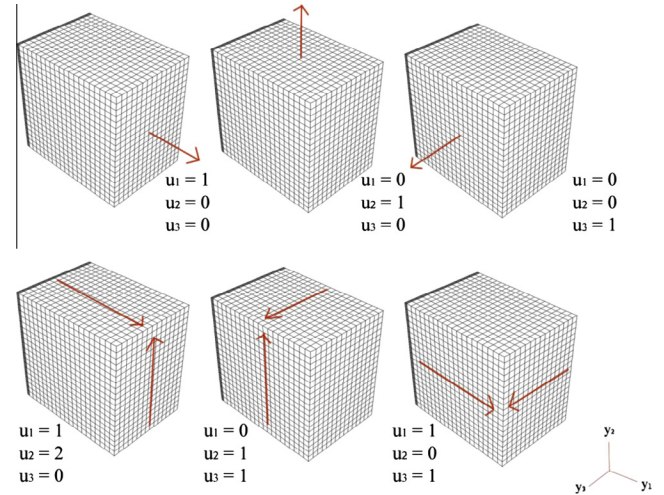 u₁ = 1
u₂ = 0
u₃ = 0
u₁ = 0
u₂ = 1
u₃ = 0
u₁ = 0
u₂ = 0
u₃ = 1
u₁ = 1
u₂ = 2
u₃ = 0
u₁ = 0
u₂ = 1
u₃ = 1
u₁ = 1
u₂ = 0
u₃ = 1
y₂
y₃
y₁